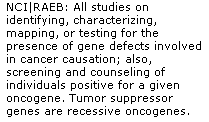 NCI|RAEB: All studies on
identifying, characterizing,
mapping, or testing for the
presence of gene defects involved
in cancer causation; also,
screening and counseling of
individuals positive for a given
oncogene. Tumor suppressor
genes are recessive oncogenes.